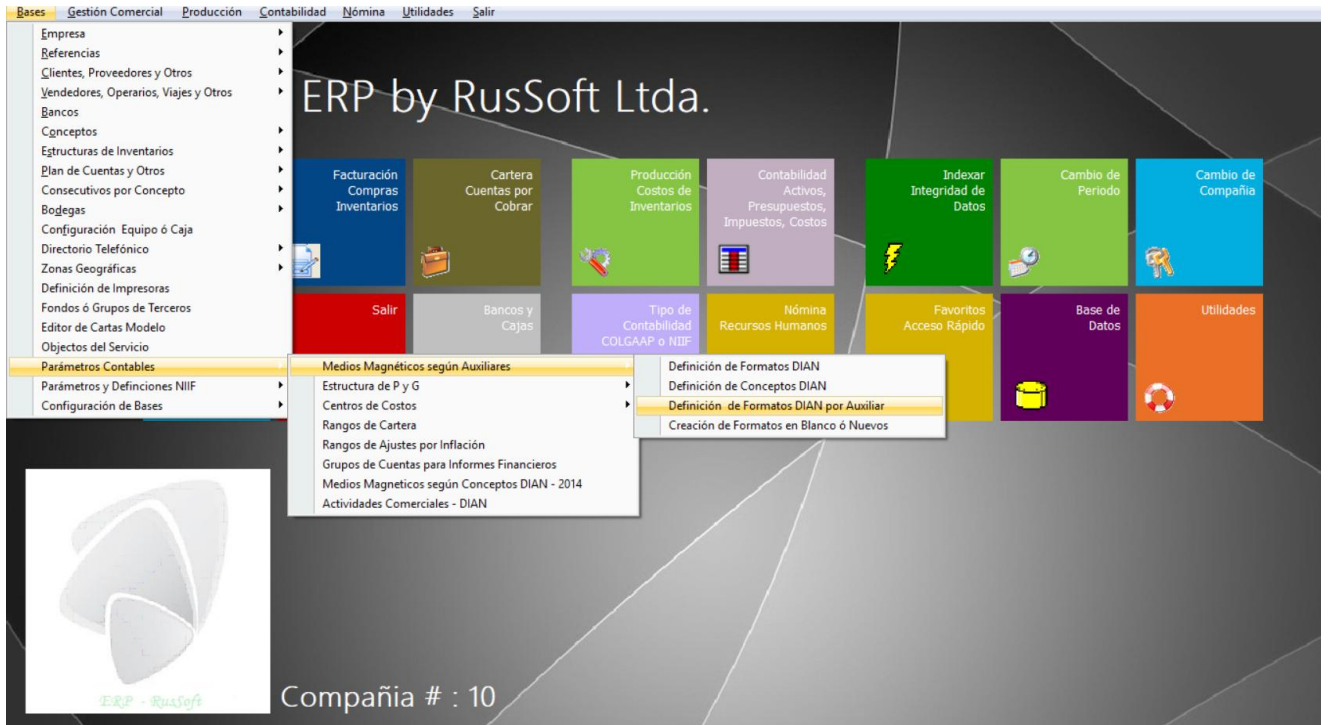 Bases Gestión Comercial Producción Contabilidad Nómina Utilidades Salir
Empresa
Referencias
Clientes, Proveedores y Otros
Vendedores, Operarios, Viajes y Otros
Bancos
Conceptos
Estructuras de Inventarios
Plan de Cuentas y Otros
Consecutivos por Concepto
Bodegas
Configuración Equipo ó Caja
Directorio Telefónico
Zonas Geográficas
Definición de Impresoras
Fondos ó Grupos de Terceros
Editor de Cartas Modelo
Objectos del Servicio
Parámetros Contables
Parámetros y Definciones NIIF
Configuración de Bases
Medios Magnéticos según Auxiliares
Estructura de P y G
Centros de Costos
Rangos de Cartera
Rangos de Ajustes por Inflación
Grupos de Cuentas para Informes Financieros
Medios Magneticos según Conceptos DIAN - 2014
Actividades Comerciales - DIAN
Definición de Formatos DIAN
Definición de Conceptos DIAN
Definición de Formatos DIAN por Auxiliar
Creación de Formatos en Blanco ó Nuevos
ERP by RusSoft Ltda.
Facturación
Compras
Inventarios
Cartera
Cuentas por
Cobrar
Producción
Costos de
Inventarios
Contabilidad
Activos,
Presupuestos,
Impuestos, Costos
Indexar
Integridad de
Datos
Cambio de
Periodo
Cambio de
Compañia
Salir
Bancos y
Cajas
Tipo de
Contabilidad
COLGAAP o NIIF
Nómina
Recursos Humanos
Favoritos
Acceso Rápido
Base de
Datos
Utilidades
ERP - RusSoft
Compañia # : 10